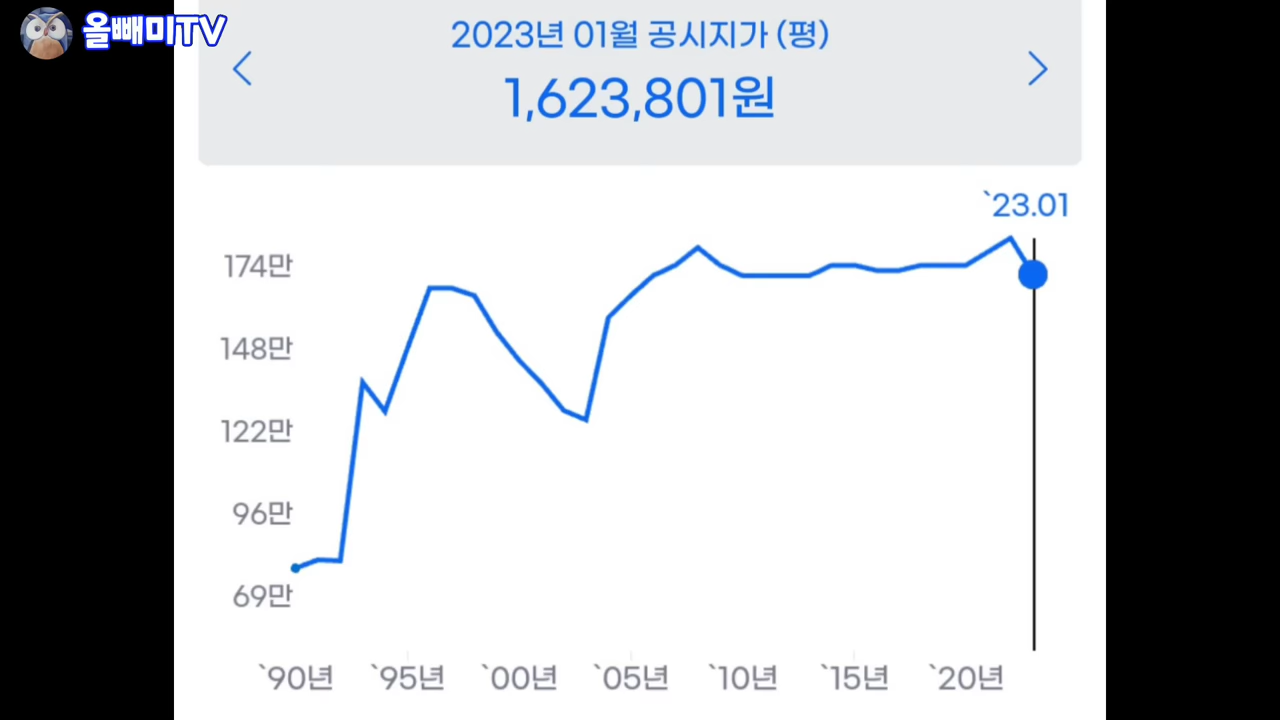 올빼미TV
2023년 01월 공시지가 (평)
1,623,801원
`23.01
174만
148만
122만
96만
69만
`90년 `95년 `00년 `05년 `10년 `15년 `20년